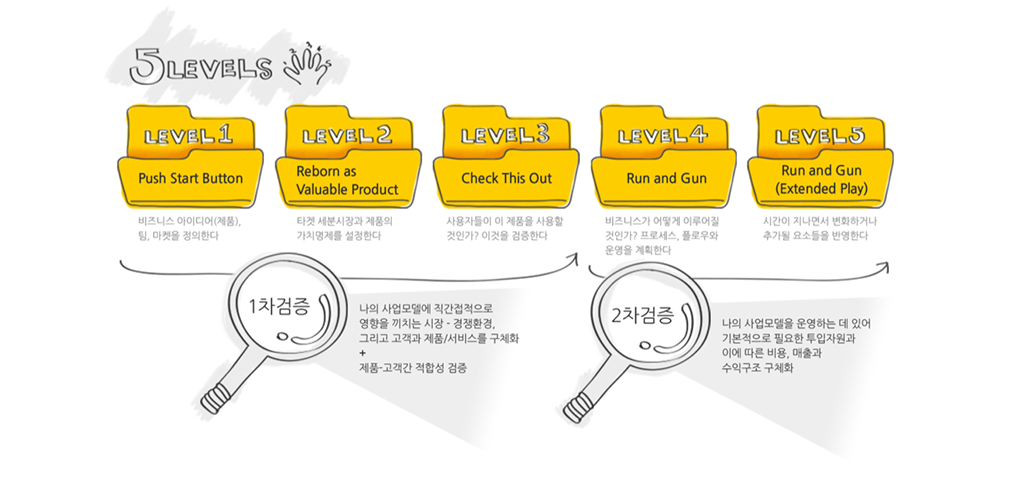 5 LEVELS
LEVEL 1
Push Start Button
비즈니스 아이디어(제품),
팀, 마켓을 정의한다
LEVEL 2
Reborn as
Valuable Product
타겟 세분시장과 제품의
가치명제를 설정한다
LEVEL 3
Check This Out
사용자들이 이 제품을 사용할
것인가? 이것을 검증한다
LEVEL 4
Run and Gun
비즈니스가 어떻게 이루어질
것인가? 프로세스, 플로우와
운영을 계획한다
LEVEL 5
Run and Gun
(Extended Play)
시간이 지나면서 변화하거나
추가될 요소들을 반영한다
1차검증
나의 사업모델에 직간접적으로
영향을 끼치는 시장 - 경쟁환경,
그리고 고객과 제품/서비스를 구체화
+
제품-고객간 적합성 검증
2차검증
나의 사업모델을 운영하는 데 있어
기본적으로 필요한 투입자원과
이에 따른 비용, 매출과
수익구조 구체화